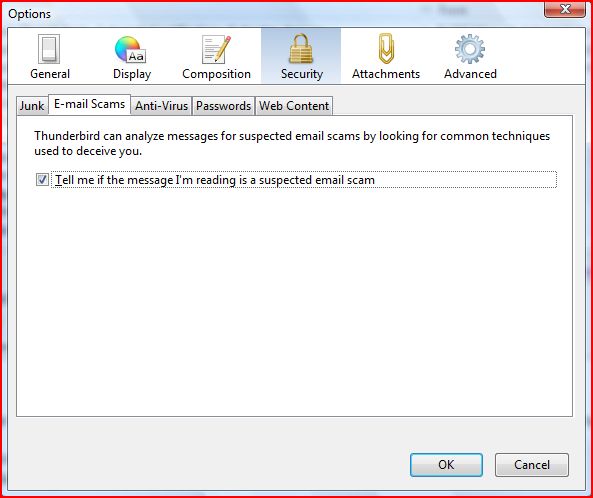 Options
General Display Composition Security Attachments Advanced
Junk E-mail Scams Anti-Virus Passwords Web Content
Thunderbird can analyze messages for suspected email scams by looking for common techniques
used to deceive you.
Tell me if the message I'm reading is a suspected email scam
OK Cancel